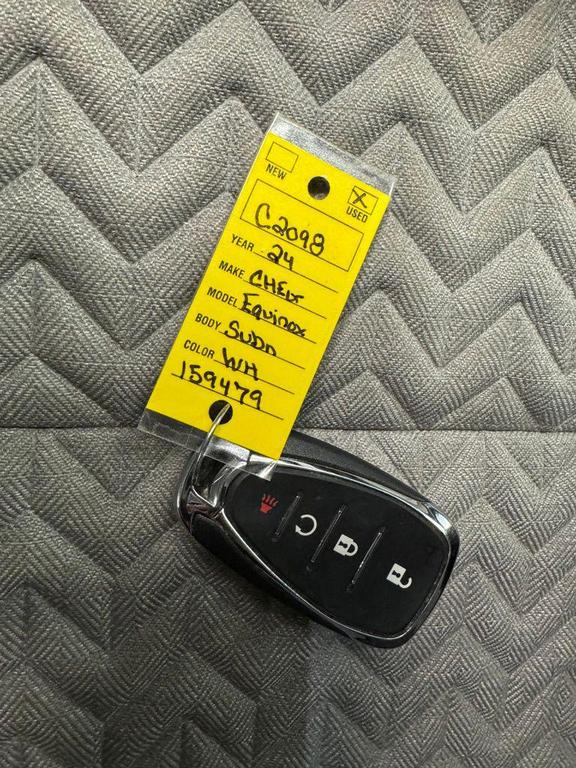 NEW
X
USED
C2098
YEAR 24
MAKE CHEV
MODEL Equinox
BODY SUDN
COLOR WH
159479